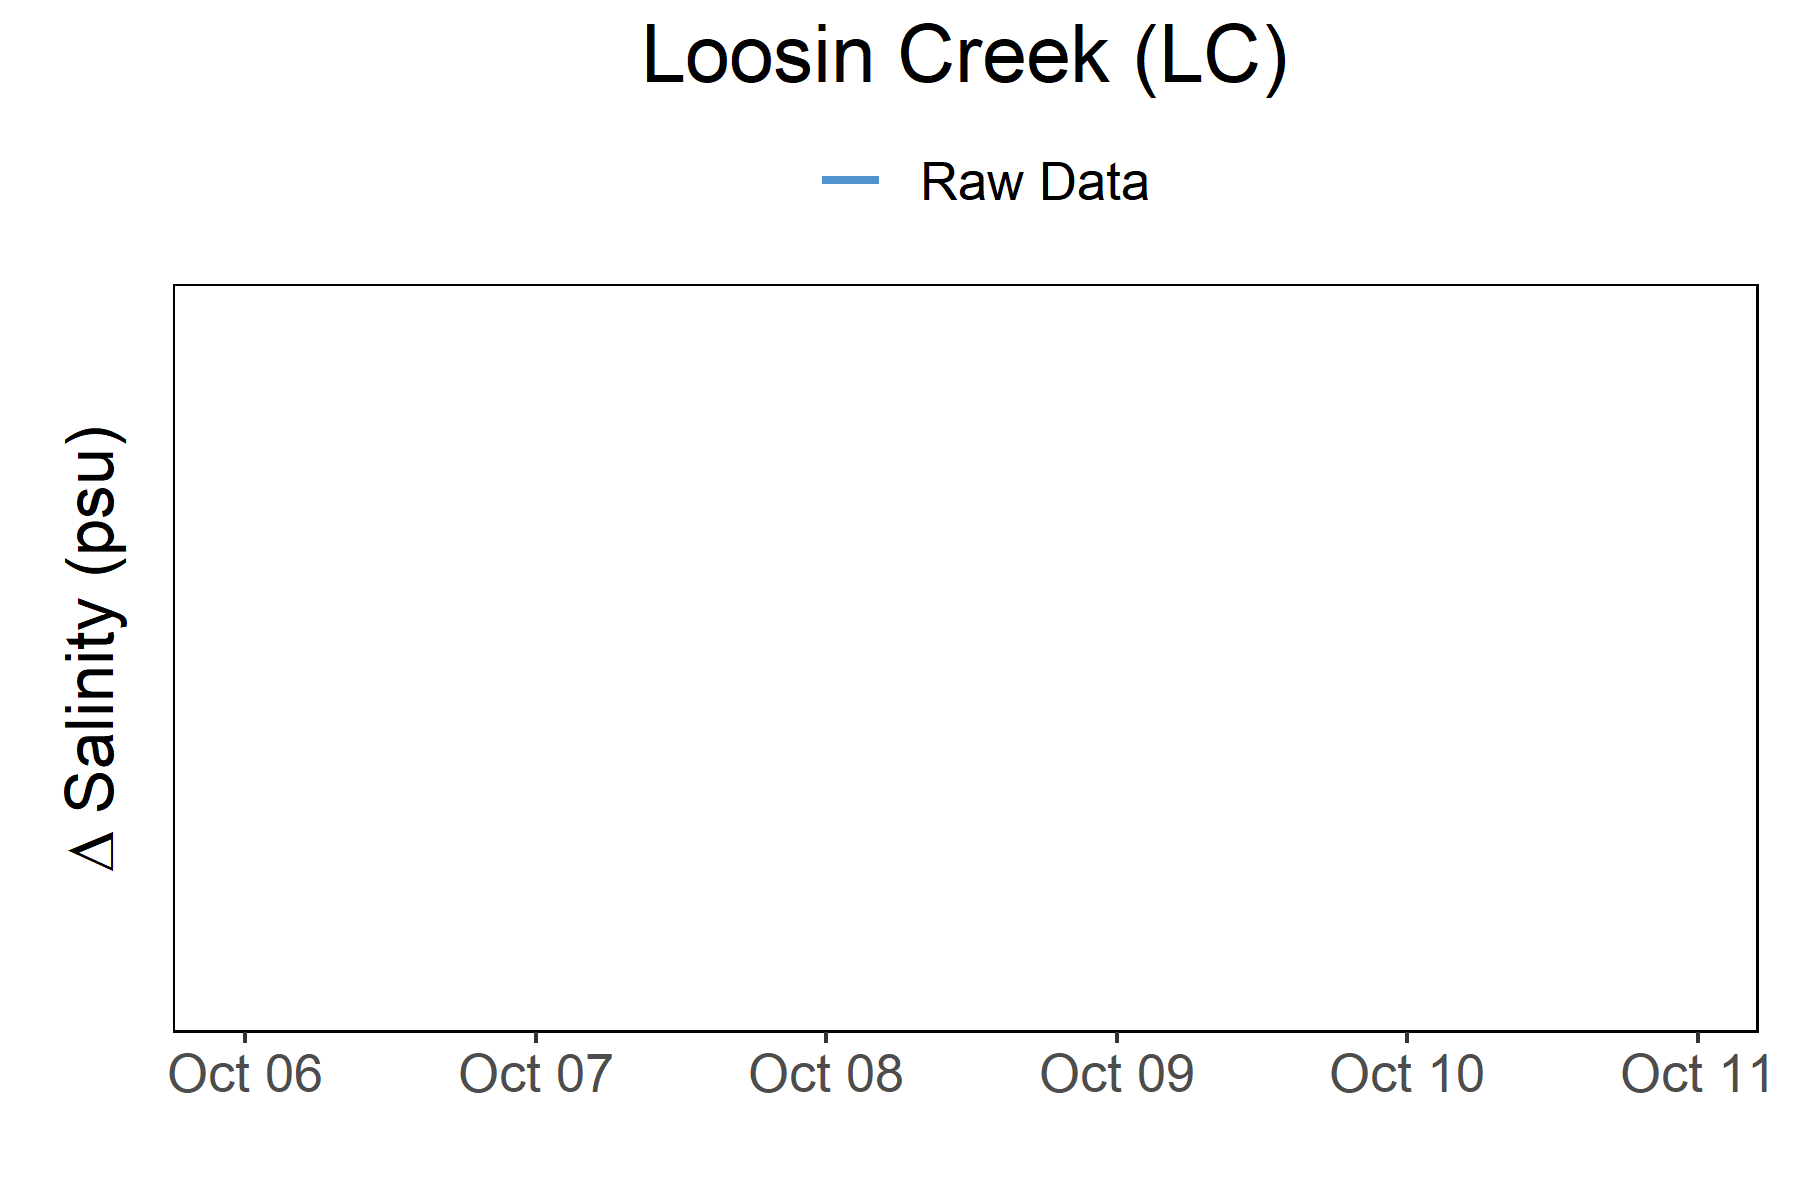 Loosin Creek (LC)
Raw Data
Δ Salinity (psu)
Oct 06 Oct 07 Oct 08 Oct 09 Oct 10 Oct 11